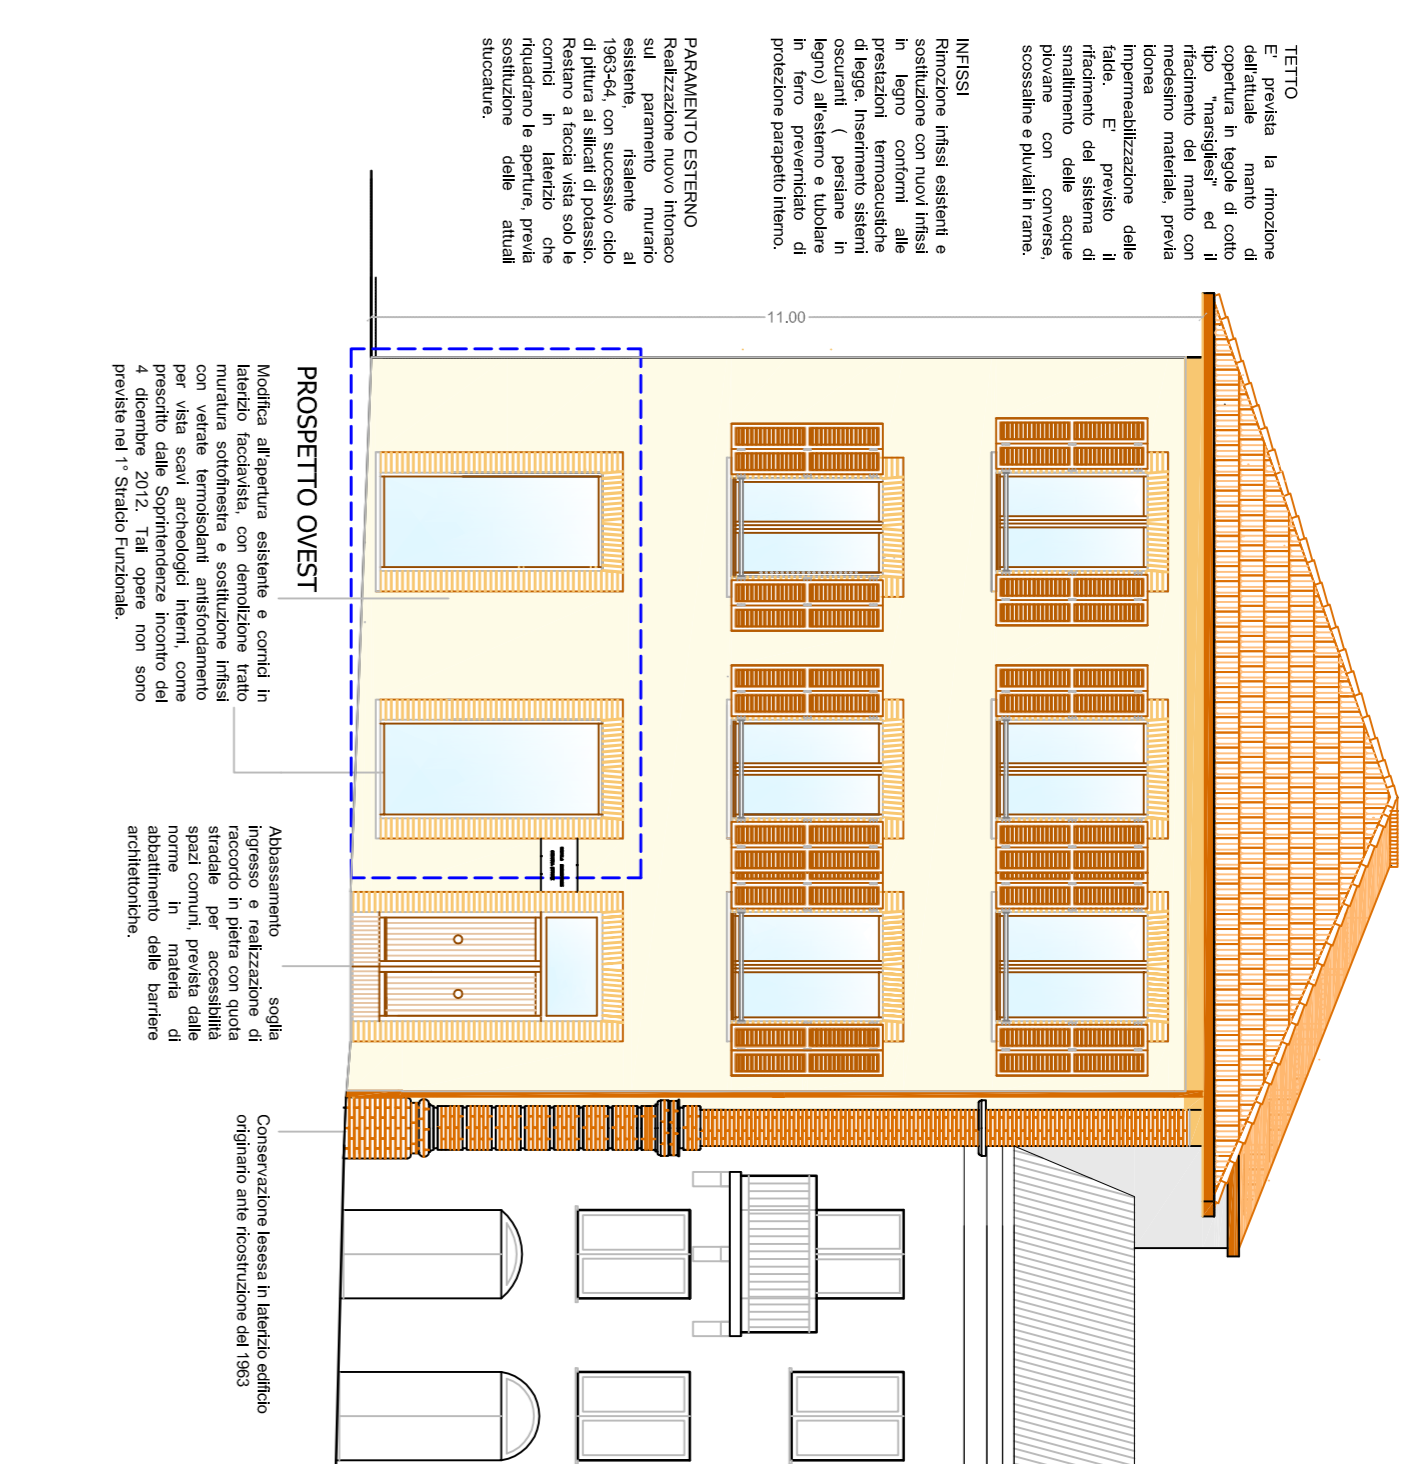 TETTO
E' prevista la rimozione
dell'attuale manto di
copertura in tegole di cotto
tipo "marsigliesi" ed il
rifacimento del manto con
medesimo materiale, previa
idonea
impermeabilizzazione delle
falde. E' previsto il
rifacimento del sistema di
smaltimento delle acque
piovane con converse,
scossaline e pluviali in rame.
INFISSI
Rimozione infissi esistenti e
sostituzione con nuovi infissi
in legno conformi alle
prestazioni termoacustiche
di legge. Inserimento sistemi
oscuranti ( persiane in
legno) all'esterno e tubolare
in ferro preverniciato di
protezione parapetto interno.
PARAMENTO ESTERNO
Realizzazione nuovo intonaco
sul paramento murario
esistente, risalente al
1963-64, con successivo ciclo
di pittura ai silicati di potassio.
Restano a faccia vista solo le
cornici in laterizio che
riquadrano le aperture, previa
sostituzione delle attuali
stuccature.
11.00
PROSPETTO OVEST
Modifica all'apertura esistente e cornici in
laterizio facciavista, con demolizione tratto
muratura sottofinestra e sostituzione infissi
con vetrate termoisolanti antisfondamento
per vista scavi archeologici interni, come
prescritto dalle Soprintendenze incontro del
4 dicembre 2012. Tali opere non sono
previste nel 1° Stralcio Funzionale.
Abbassamento soglia
ingresso e realizzazione di
raccordo in pietra con quota
stradale per accessibilità
spazi comuni, prevista dalle
norme in materia di
abbattimento delle barriere
architettoniche.
Conservazione lesesa in laterizio edificio
originario ante ricostruzione del 1963